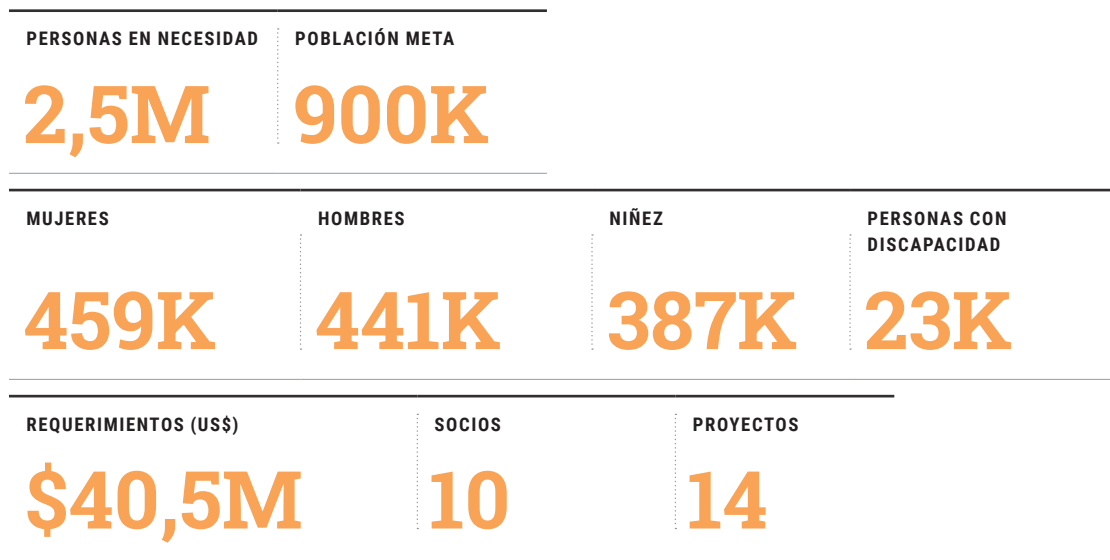 PERSONAS EN NECESIDAD
POBLACIÓN META
2,5M
900K
MUJERES
HOMBRES
NIÑEZ
PERSONAS CON
DISCAPACIDAD
459K
441K
387K
23K
REQUERIMIENTOS (US$)
SOCIOS
PROYECTOS
$40,5M
10
14